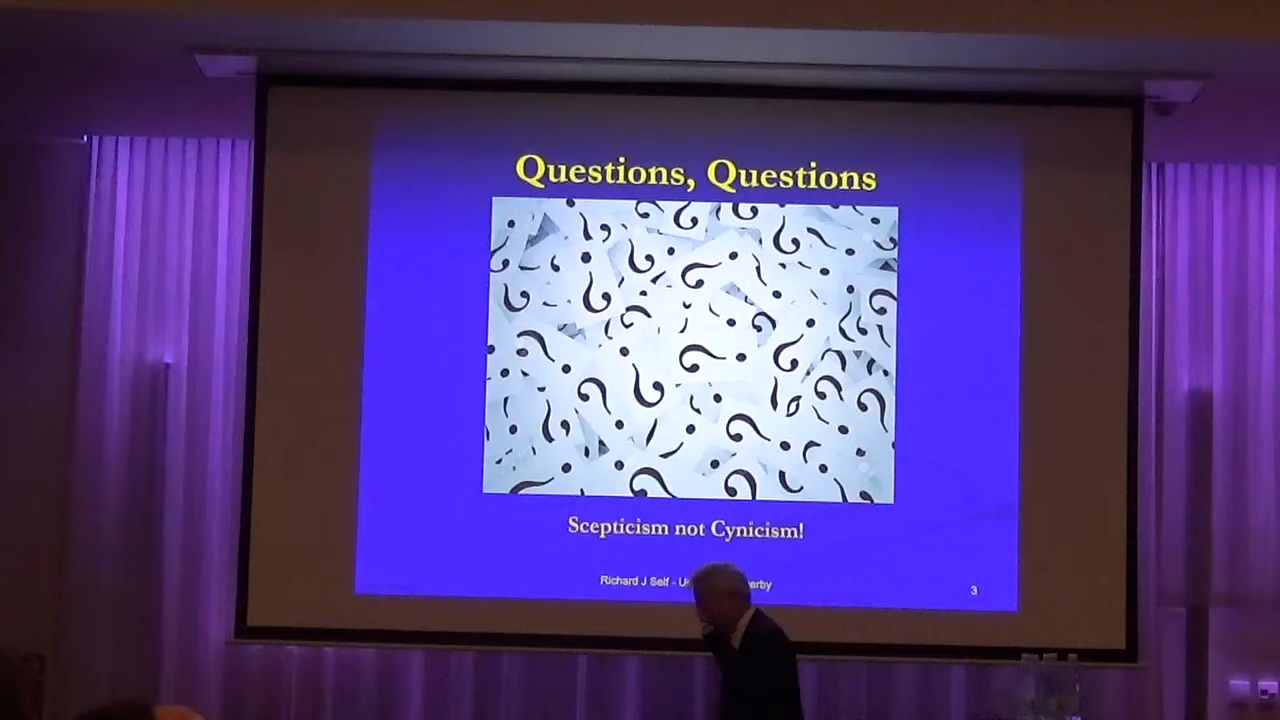 Questions, Questions
Scepticism not Cynicism!
Richard J Self -
3